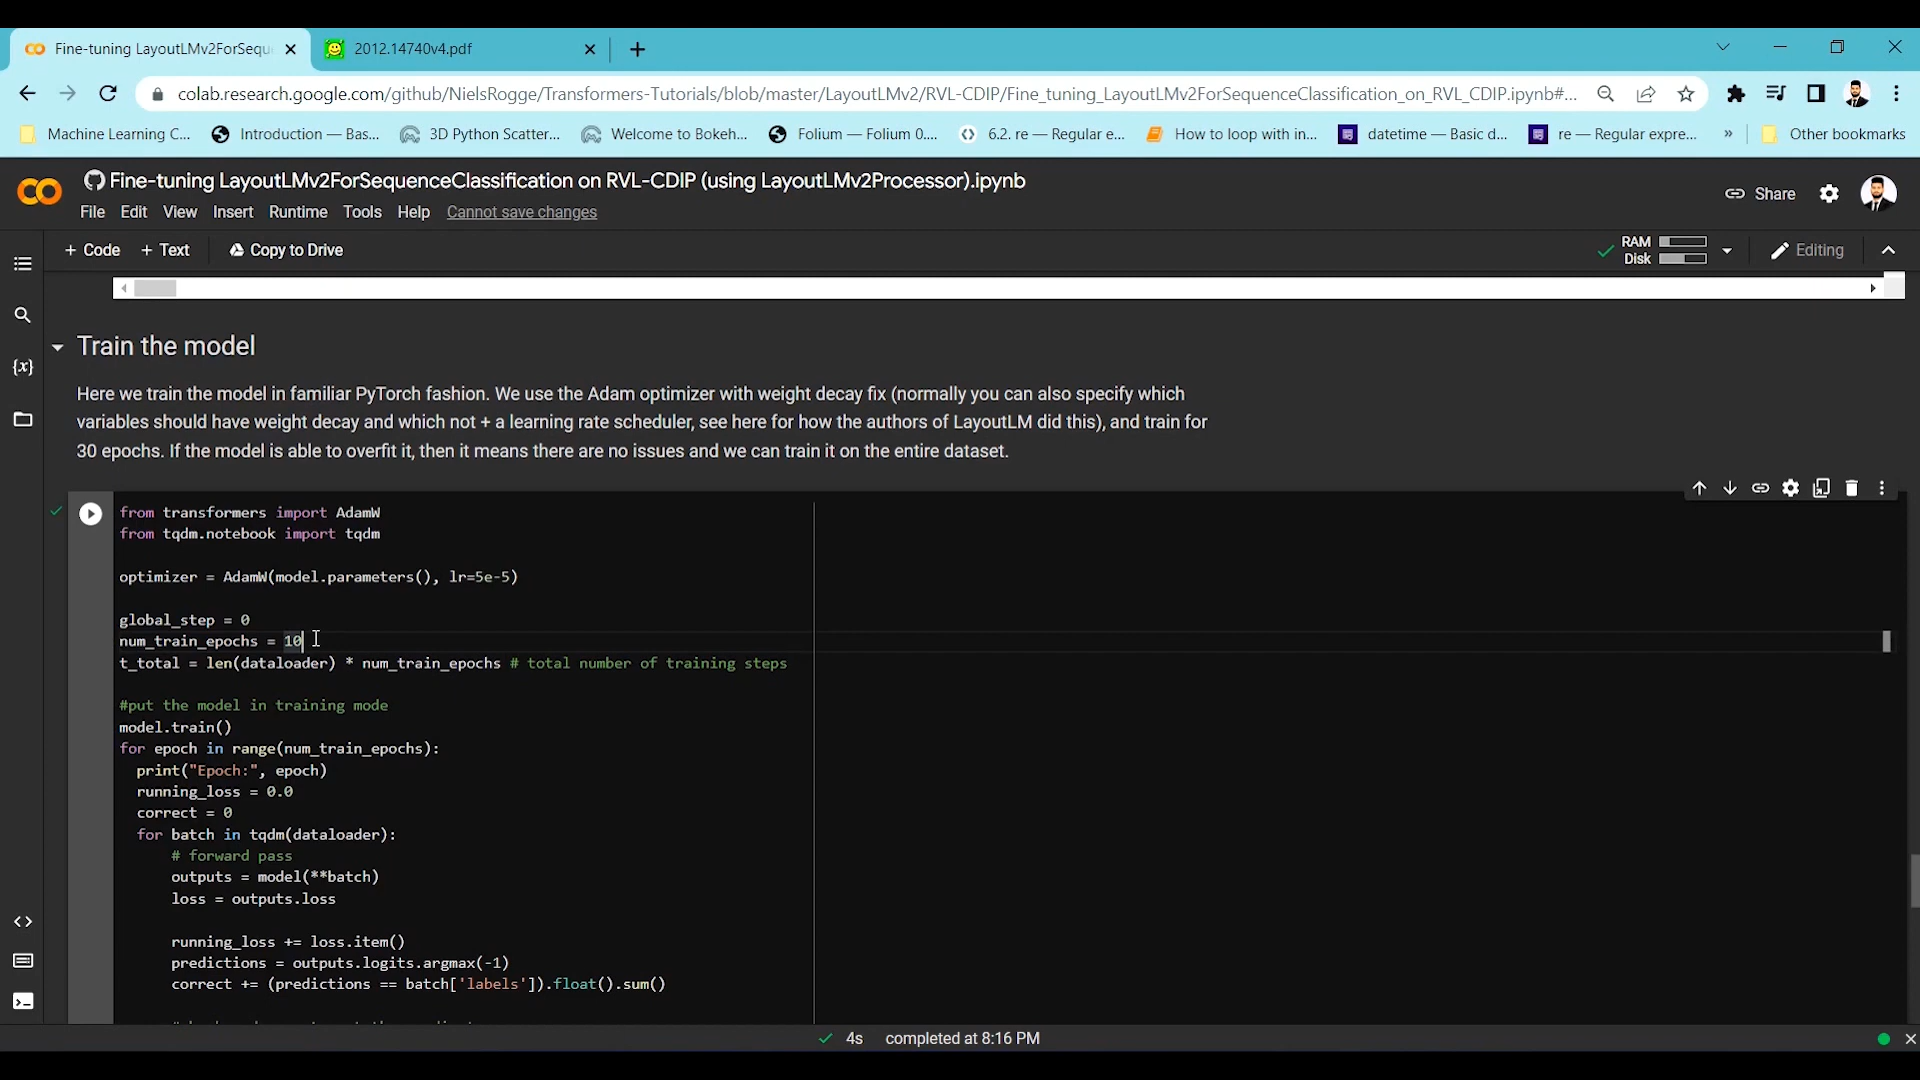 Fine-tuning LayoutLMv2ForSequ
2012.14740v4.pdf
colab.research.google.com/github/NielsRogge/Transformers-Tutorials/blob/master/LayoutLMv2/RVL-CDIP/Fine_tuning_LayoutLMv2ForSequenceClassification_on_RVL_CDIP.ipynb#...
Machine Learning C...
Introduction — Bas...
3D Python Scatter...
Welcome to Bokeh...
Folium — Folium 0....
6.2. re — Regular e...
How to loop with in...
datetime — Basic d...
re — Regular expre...
»
Other bookmarks
Fine-tuning LayoutLMv2ForSequenceClassification on RVL-CDIP (using LayoutLMv2Processor).ipynb
File Edit View Insert Runtime Tools Help Cannot save changes
Share
+ Code + Text Copy to Drive
RAM
Disk
Editing
{x}
Train the model
Here we train the model in familiar PyTorch fashion. We use the Adam optimizer with weight decay fix (normally you can also specify which
variables should have weight decay and which not + a learning rate scheduler, see here for how the authors of LayoutLM did this), and train for
30 epochs. If the model is able to overfit it, then it means there are no issues and we can train it on the entire dataset.
from transformers import AdamW
from tqdm.notebook import tqdm
optimizer = AdamW(model.parameters(), lr=5e-5)
global_step = 0
num_train_epochs = 10
t_total = len(dataloader) * num_train_epochs # total number of training steps
#put the model in training mode
model.train()
for epoch in range(num_train_epochs):
print("Epoch:", epoch)
running_loss = 0.0
correct = 0
for batch in tqdm(dataloader):
# forward pass
outputs = model(**batch)
loss = outputs.loss
running_loss += loss.item()
predictions = outputs.logits.argmax(-1)
correct += (predictions == batch['labels']).float().sum()
4s completed at 8:16 PM